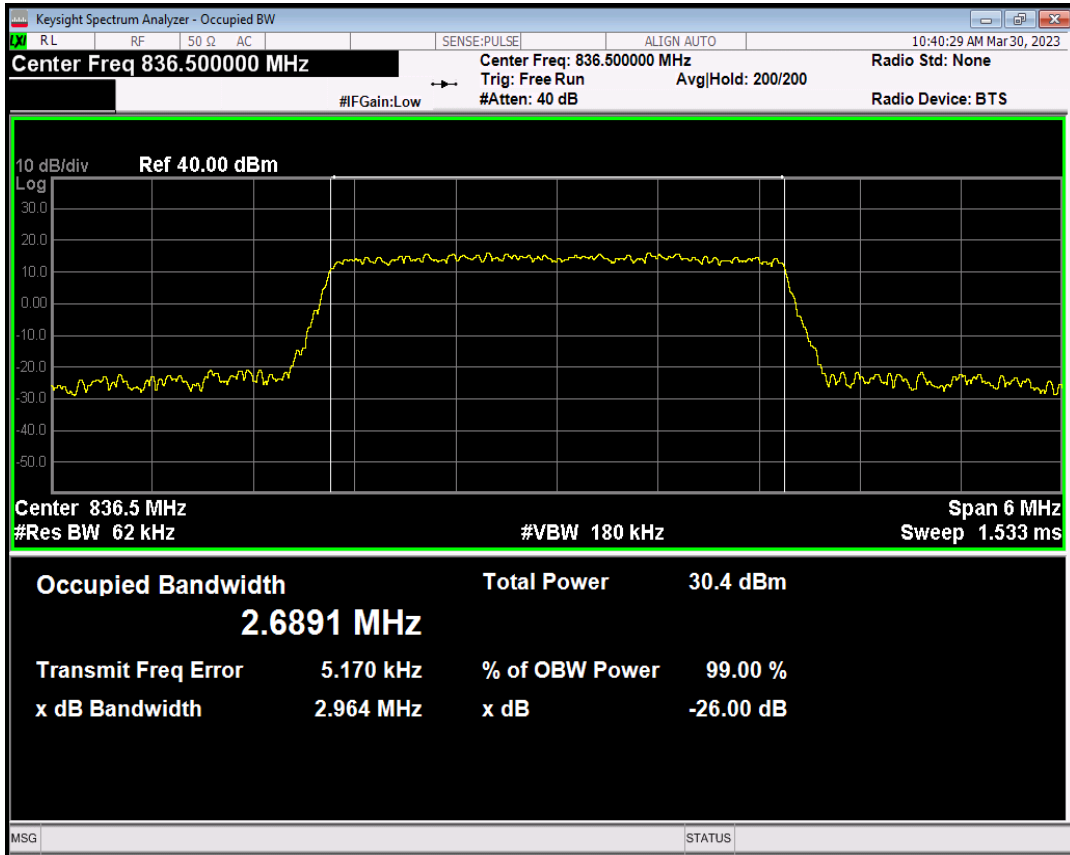 Keysight Spectrum Analyzer - Occupied BW
LXI RL RF 50 Ω AC SENSE:PULSE ALIGN AUTO 10:40:29 AM Mar 30, 2023
Center Freq 836.500000 MHz Center Freq: 836.500000 MHz Radio Std: None
Trig: Free Run Avg|Hold: 200/200
#IFGain:Low #Atten: 40 dB Radio Device: BTS
10 dB/div Ref 40.00 dBm
Log
30.0
20.0
10.0
0.00
-10.0
-20.0
-30.0
-40.0
-50.0
Center 836.5 MHz Span 6 MHz
#Res BW 62 kHz #VBW 180 kHz Sweep 1.533 ms
Occupied Bandwidth Total Power 30.4 dBm
2.6891 MHz
Transmit Freq Error 5.170 kHz % of OBW Power 99.00 %
x dB Bandwidth 2.964 MHz x dB -26.00 dB
MSG STATUS